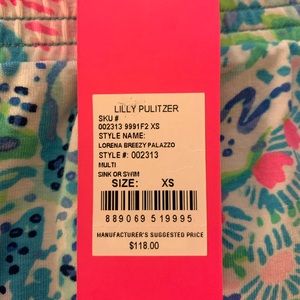 LILLY PULITZER
SKU #
002313 9991F2 XS
STYLE NAME:
LORENA BREEZY PALAZZO
STYLE #: 002313
MULTI
SINK OR SWIM
SIZE: XS
889069 519995
MANUFACTURER'S SUGGESTED PRICE
$118.00